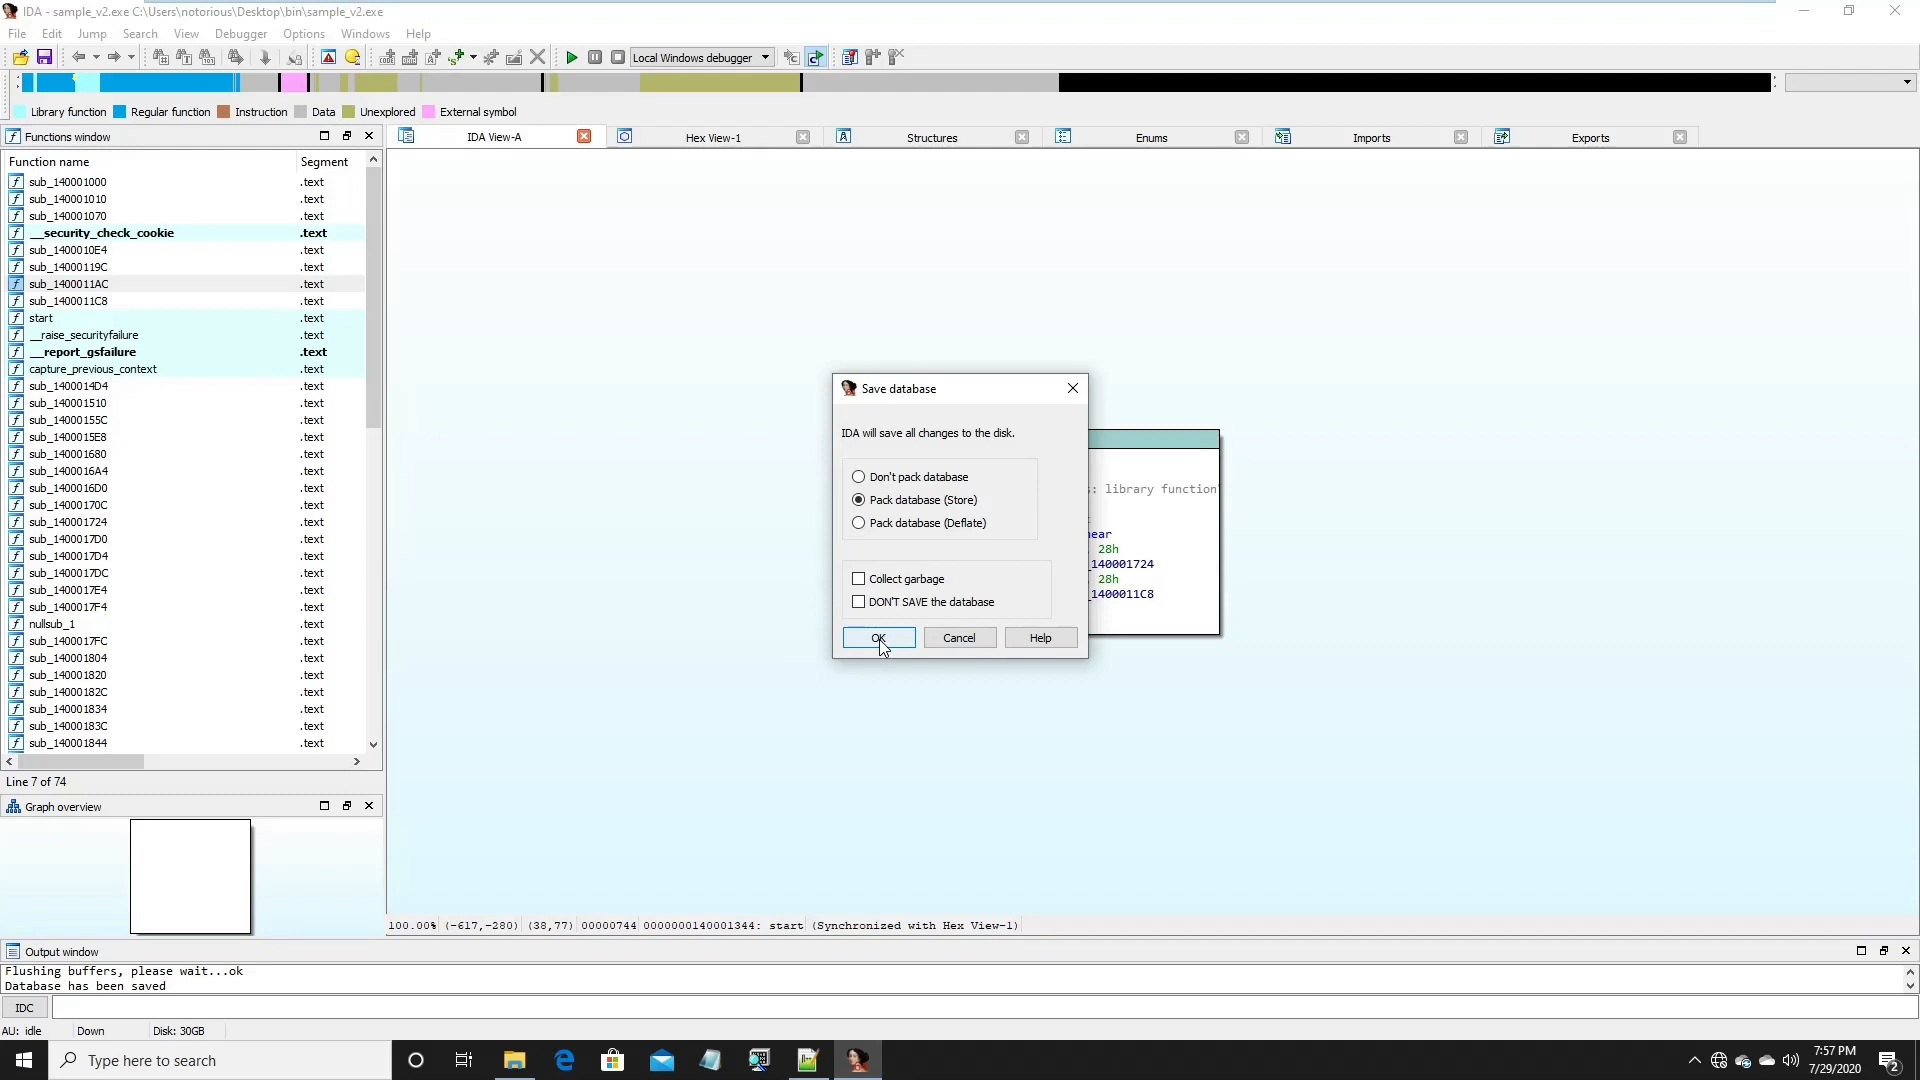 IDA - sample_v2.exe C:\Users\notorious\Desktop\bin\sample_v2.exe
File Edit Jump Search View Debugger Options Windows Help
Local Windows debugger
Library function Regular function Instruction Data Unexplored External symbol
Functions window
IDA View-A Hex View-1 Structures Enums Imports Exports
Function name Segment
sub_140001000 .text
sub_140001010 .text
sub_140001070 .text
__security_check_cookie .text
sub_1400010E4 .text
sub_14000119C .text
sub_1400011AC .text
sub_1400011C8 .text
start .text
__raise_securityfailure .text
__report_gsfailure .text
capture_previous_context .text
sub_1400014D4 .text
sub_140001510 .text
sub_14000155C .text
sub_1400015E8 .text
sub_140001680 .text
sub_1400016A4 .text
sub_1400016D0 .text
sub_14000170C .text
sub_140001724 .text
sub_1400017D0 .text
sub_1400017D4 .text
sub_1400017DC .text
sub_1400017E4 .text
sub_1400017F4 .text
nullsub_1 .text
sub_1400017FC .text
sub_140001804 .text
sub_140001820 .text
sub_14000182C .text
sub_140001834 .text
sub_14000183C .text
sub_140001844 .text
Line 7 of 74
Graph overview
Save database
IDA will save all changes to the disk.
Don't pack database
Pack database (Store)
Pack database (Deflate)
Collect garbage
DON'T SAVE the database
OK Cancel Help
: library function
near
28h
_140001724
28h
_1400011C8
100.00% (-617,-280) (38,77) 00000744 0000000140001344: start (Synchronized with Hex View-1)
Output window
Flushing buffers, please wait...ok
Database has been saved
IDC
AU: idle Down Disk: 30GB
Type here to search
7:57 PM
7/29/2020
2